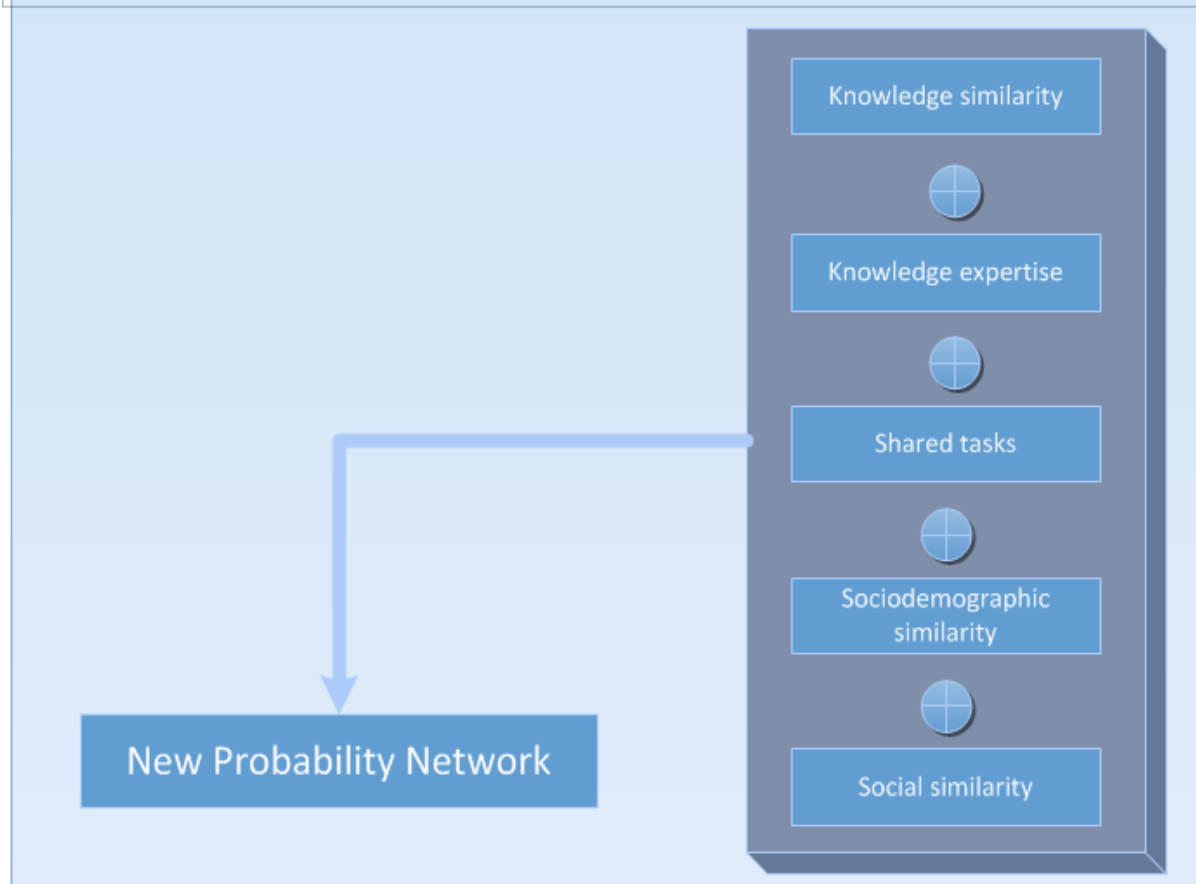 Knowledge similarity
Knowledge expertise
Shared tasks
Sociodemographic
similarity
Social similarity
New Probability Network